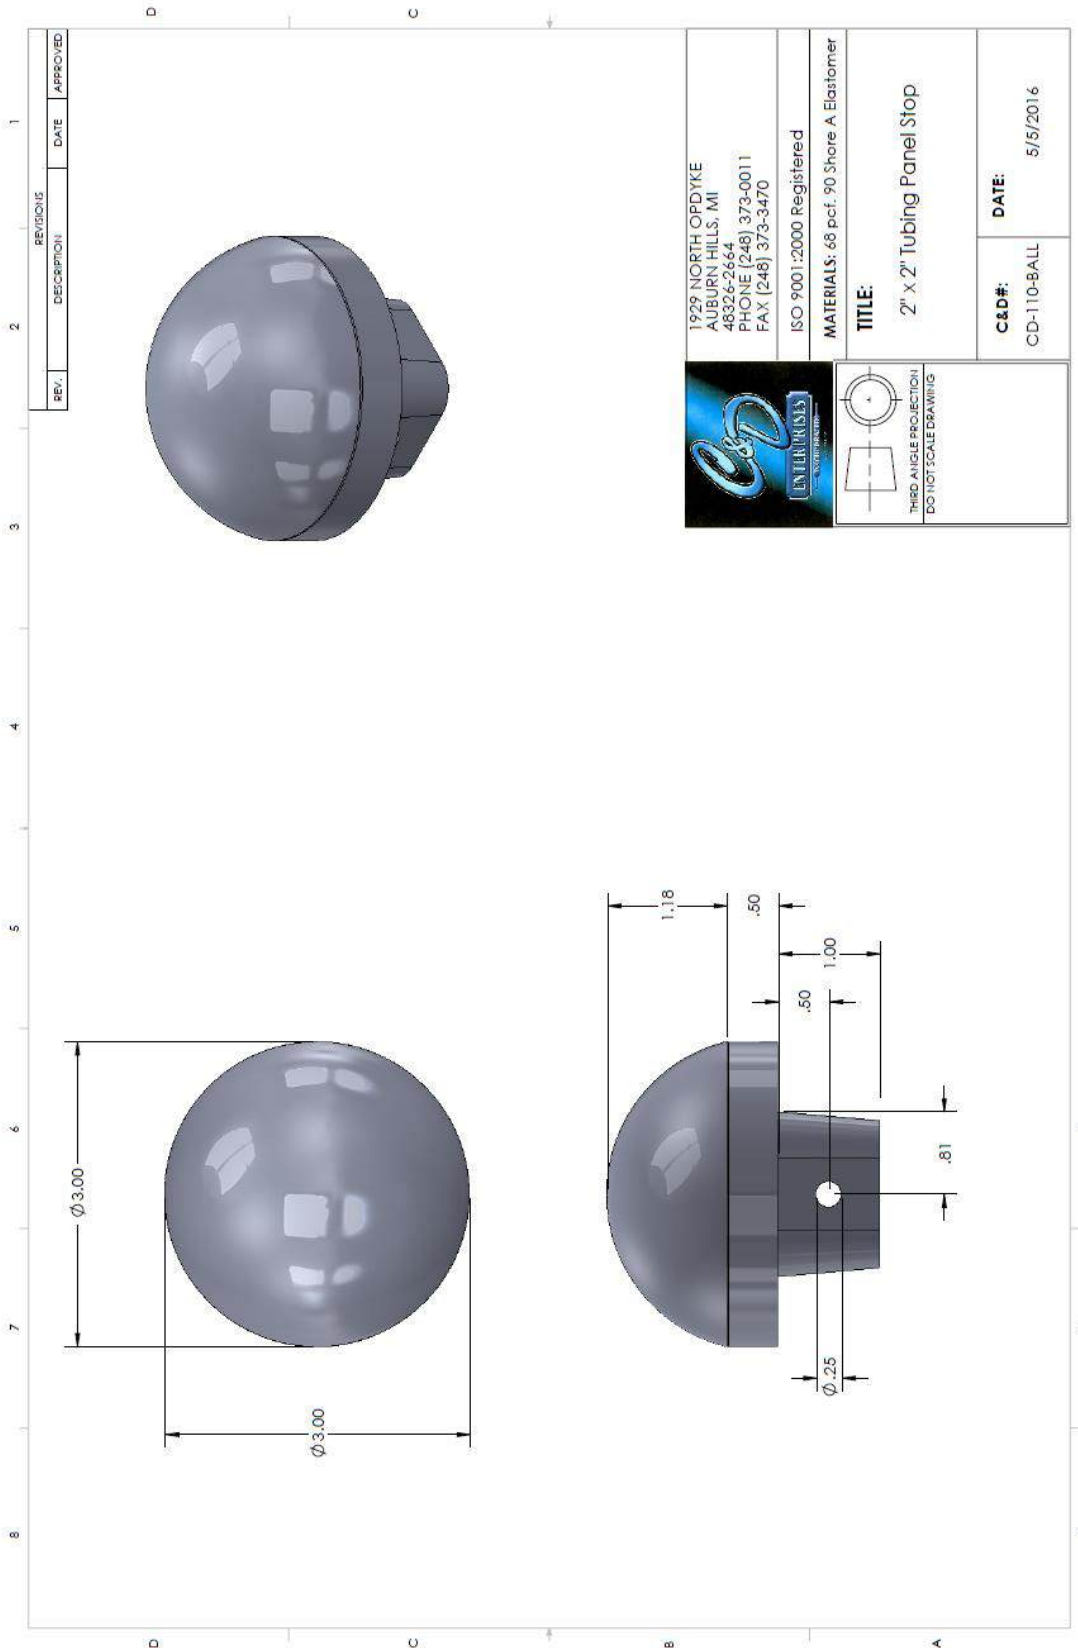 8
7
6
5
4
3
2
1
D
C
B
A
D
C
REVISIONS
REV.
DESCRIPTION
DATE
APPROVED
Ø3.00
Ø3.00
1.18
.50
1.00
.50
.81
Ø.25
C&D
ENTERPRISES
1929 NORTH OPDYKE
AUBURN HILLS, MI
48326-2664
PHONE (248) 373-0011
FAX (248) 373-3470
ISO 9001:2000 Registered
MATERIALS: 68 pcf. 90 Shore A Elastomer
THIRD ANGLE PROJECTION
DO NOT SCALE DRAWING
TITLE:
2" x 2" Tubing Panel Stop
C&D#:
CD-110-BALL
DATE:
5/5/2016